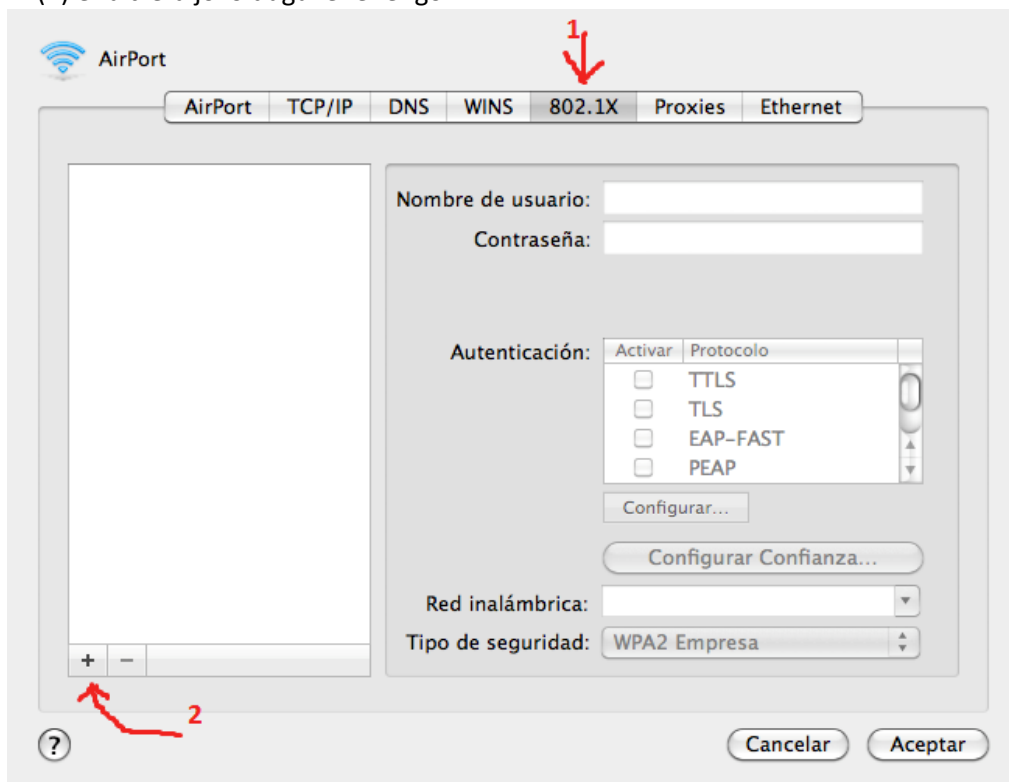 1
AirPort
AirPort TCP/IP DNS WINS 802.1X Proxies Ethernet
Nombre de usuario:
Contraseña:
Autenticación: Activar Protocolo
TTLS
TLS
EAP-FAST
PEAP
Configurar...
Configurar Confianza...
Red inalámbrica:
Tipo de seguridad: WPA2 Empresa
+ −
2
? Cancelar Aceptar